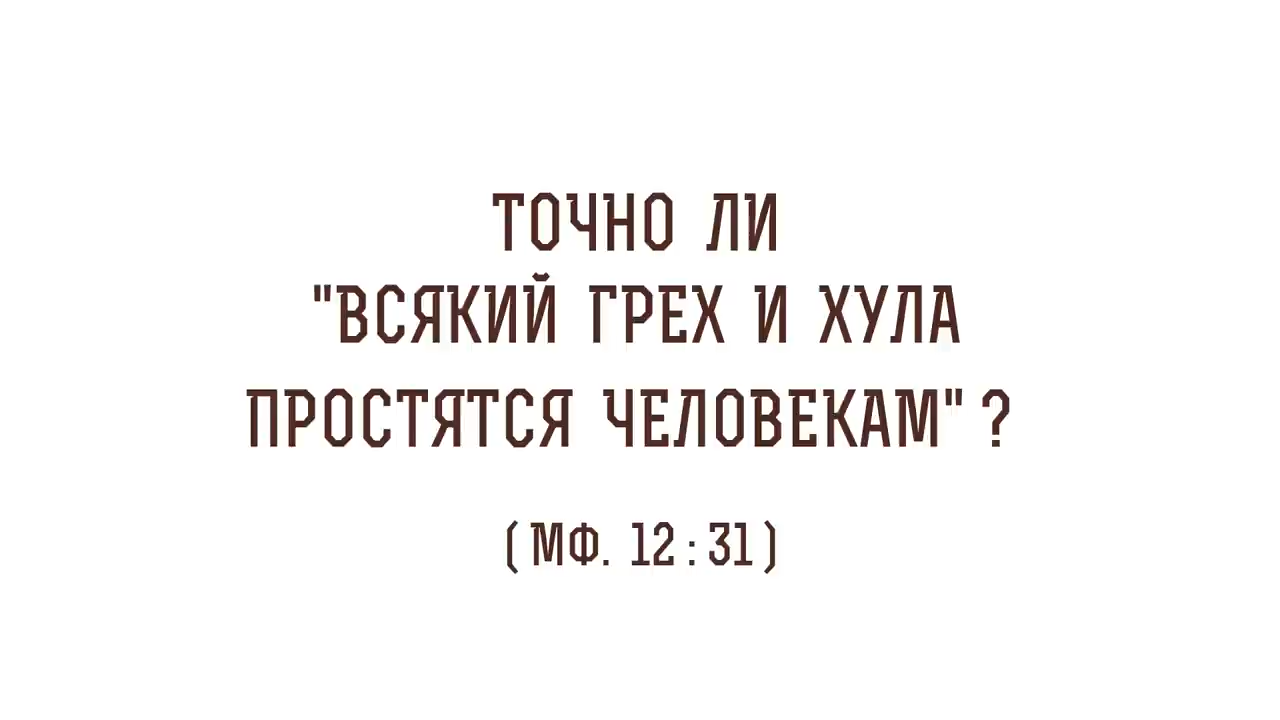 ТОЧНО ЛИ
"ВСЯКИЙ ГРЕХ И ХУЛА
ПРОСТЯТСЯ ЧЕЛОВЕКАМ" ?
(МФ. 12:31)